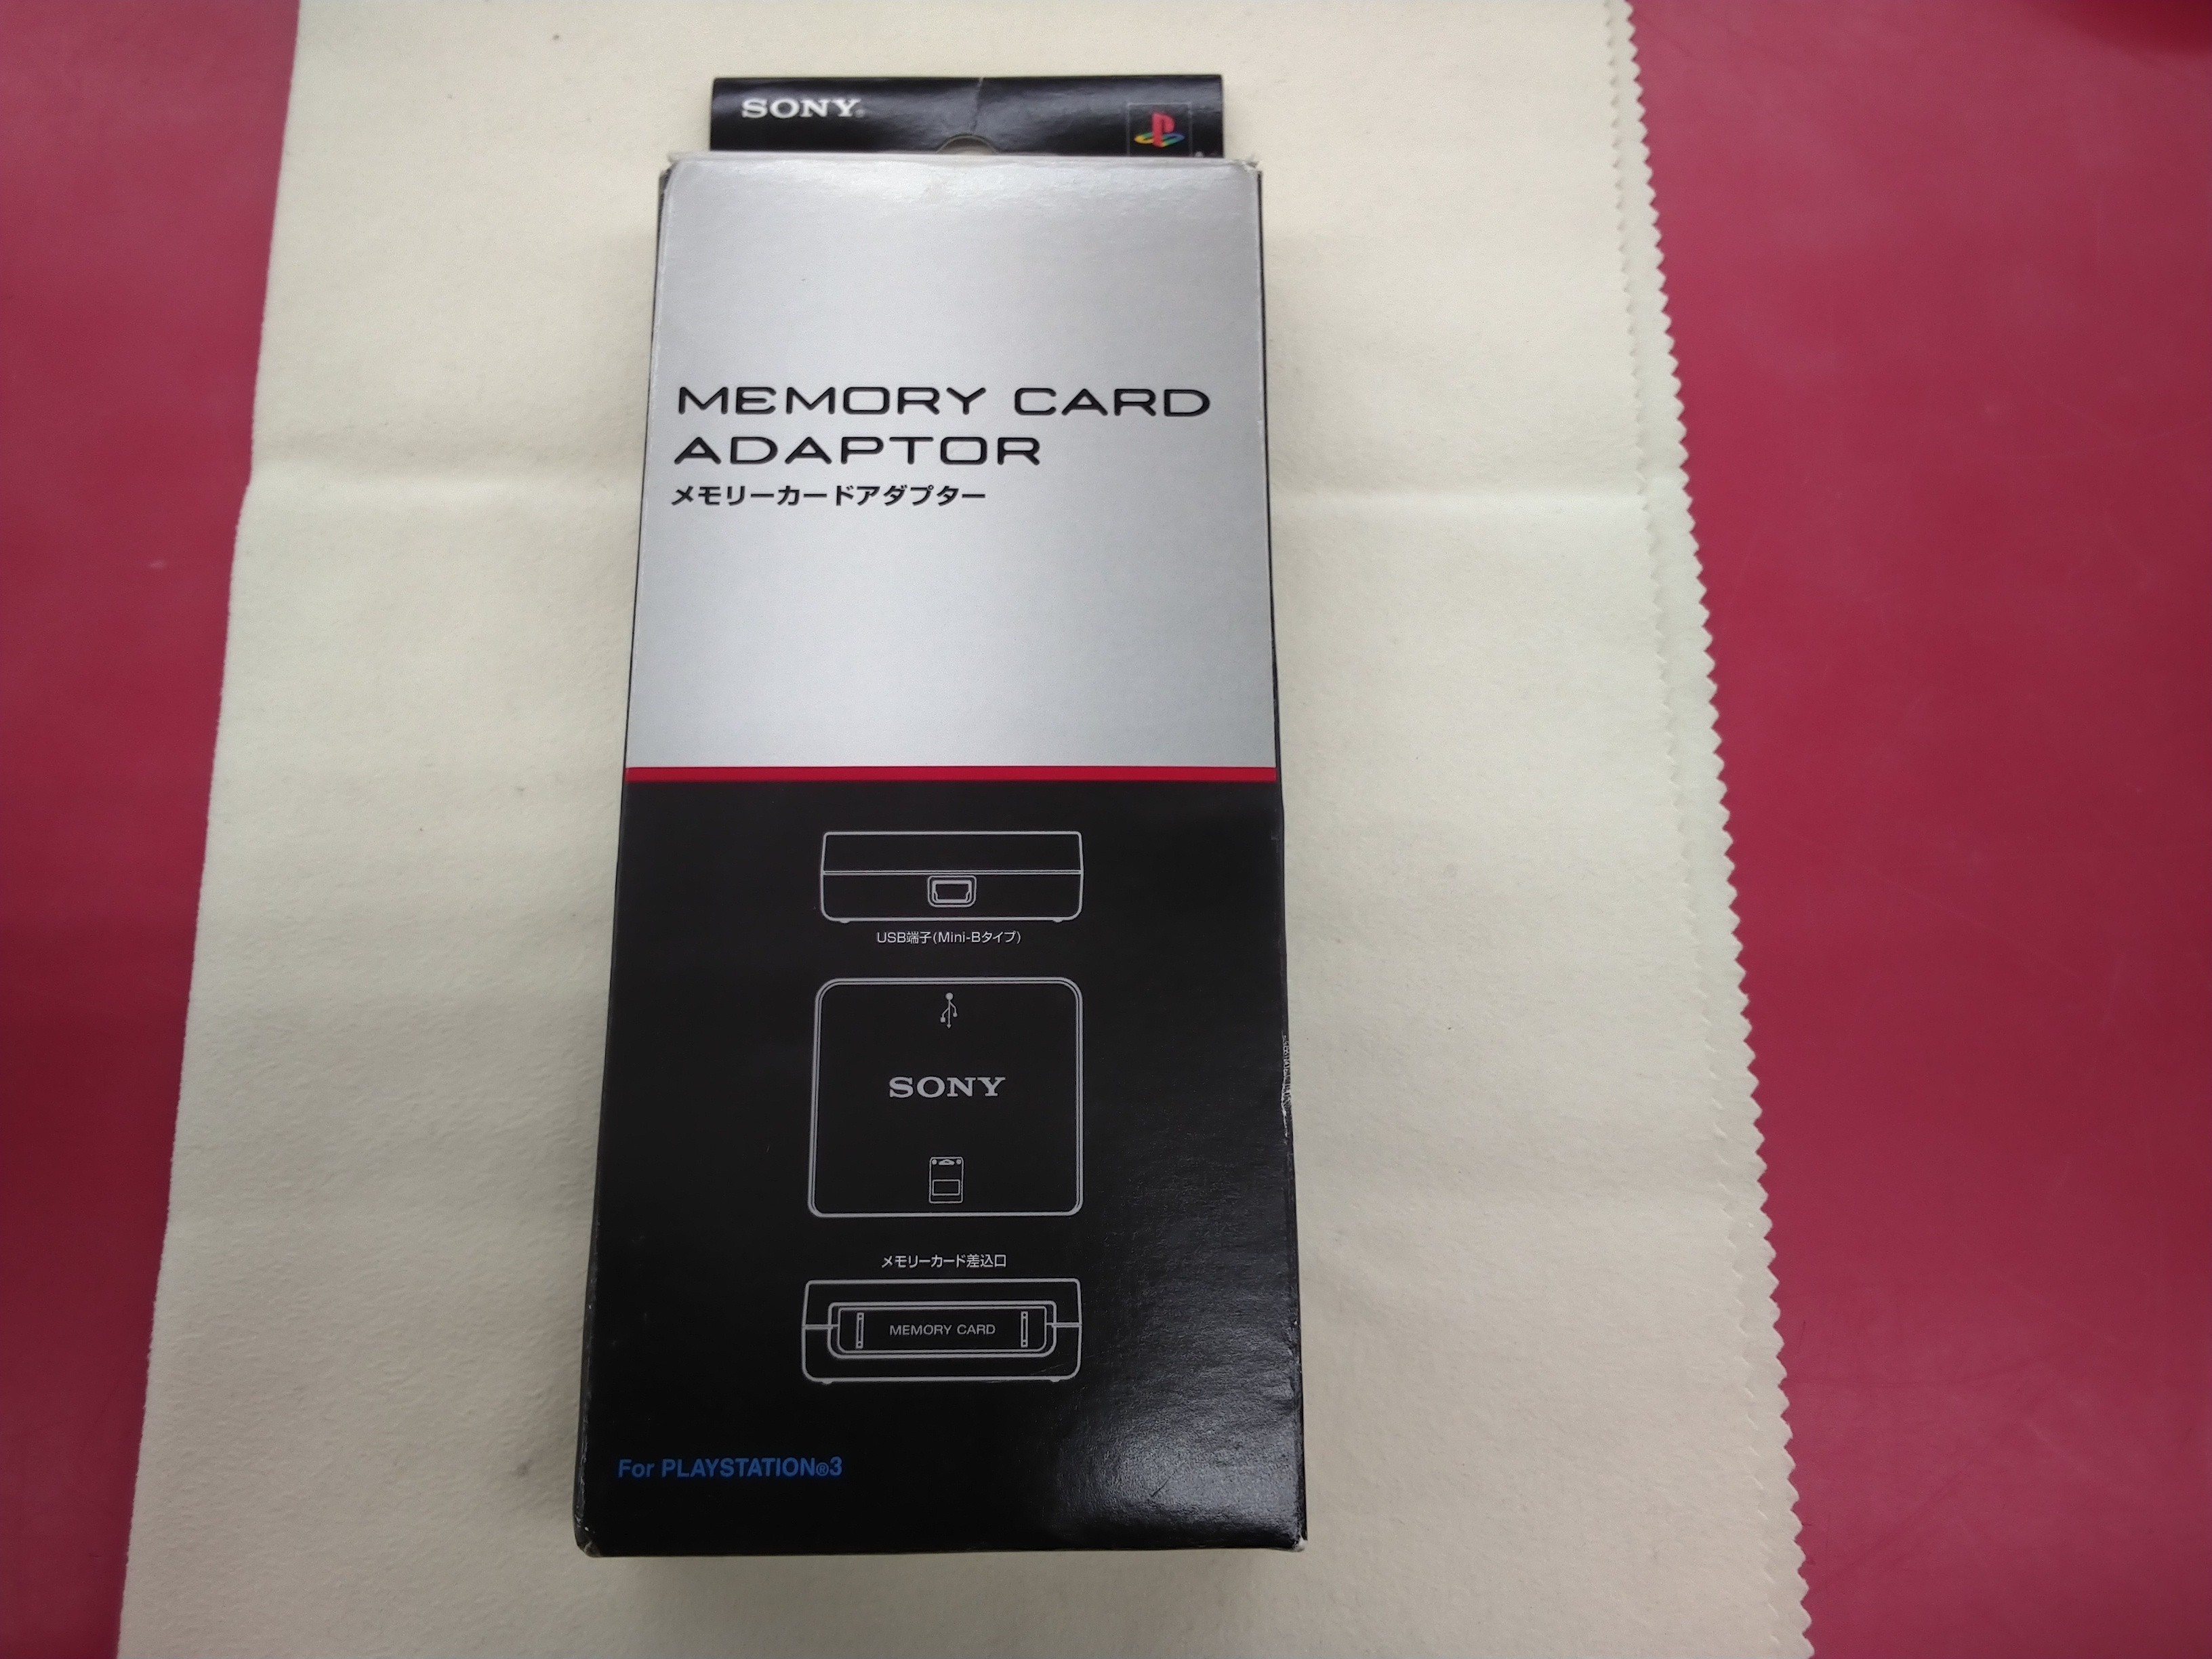 SONY®
MEMORY CARD
ADAPTOR
メモリーカードアダプター
USB端子(Mini-Bタイプ)
SONY
メモリーカード差込口
MEMORY CARD
For PLAYSTATION®3